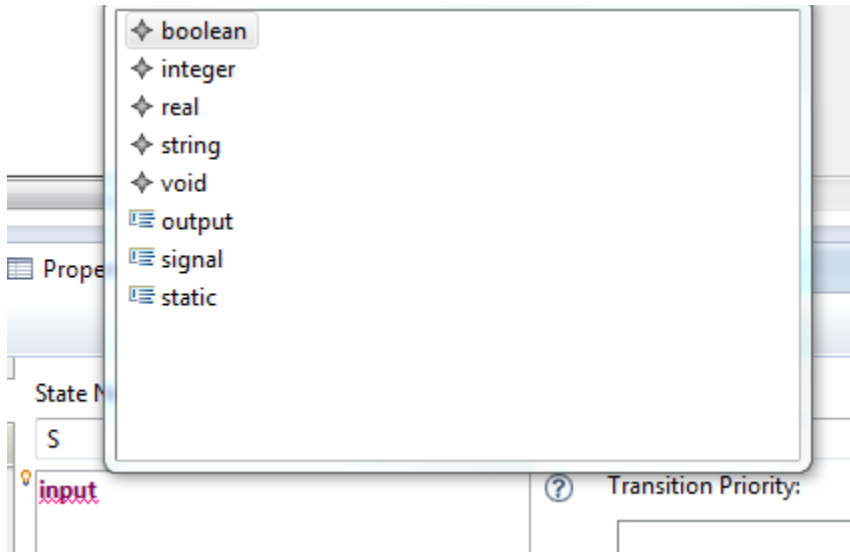 boolean
integer
real
string
void
output
signal
static
Prope
State N
S
input
Transition Priority: